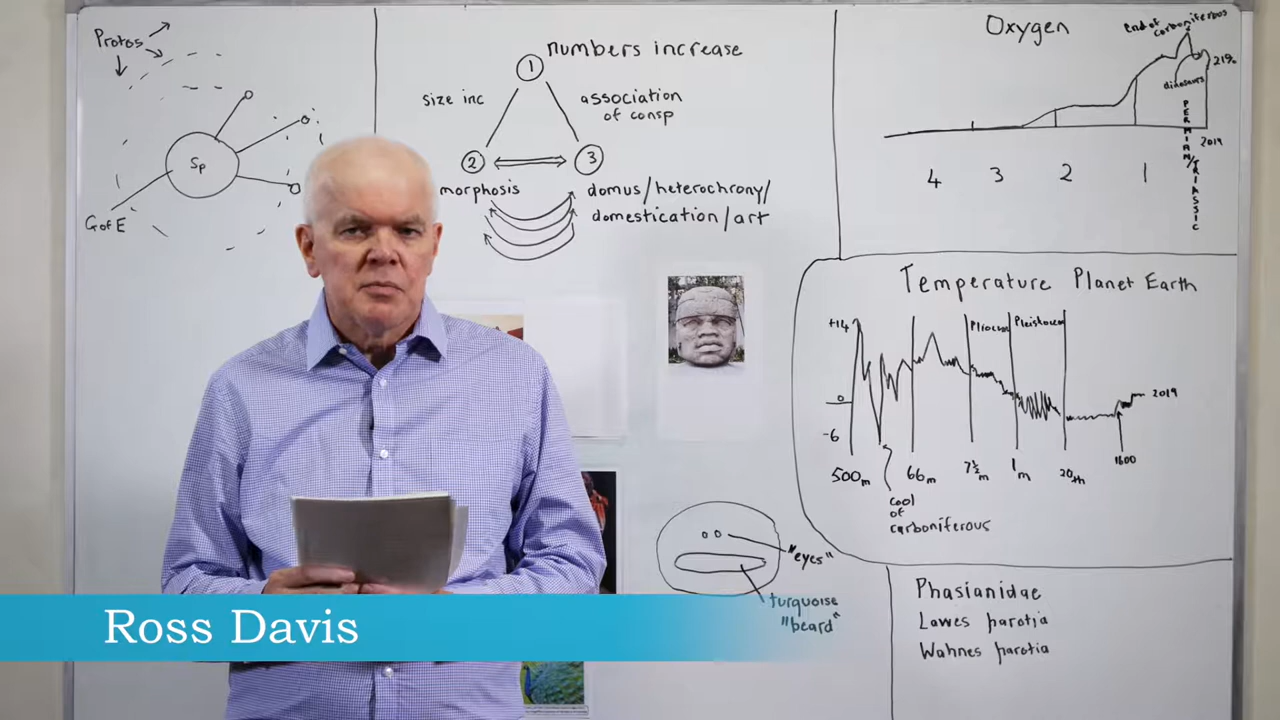 Protos
Sp
G of E
1
numbers increase
size inc
association
of consp
2
3
morphosis
domus/heterochrony/
domestication/art
Oxygen
end of
carboniferous
21%
dinosaurs
PERMIAN/
TRIASSIC
2019
4 3 2 1
Temperature Planet Earth
+14
Pliocene
Pleistocene
0
2019
-6
500m
66m
7½m
1m
20th
1800
cool
of
carboniferous
"eyes"
turquoise
"beard"
Phasianidae
Lawes parotia
Wahnes parotia
Ross Davis